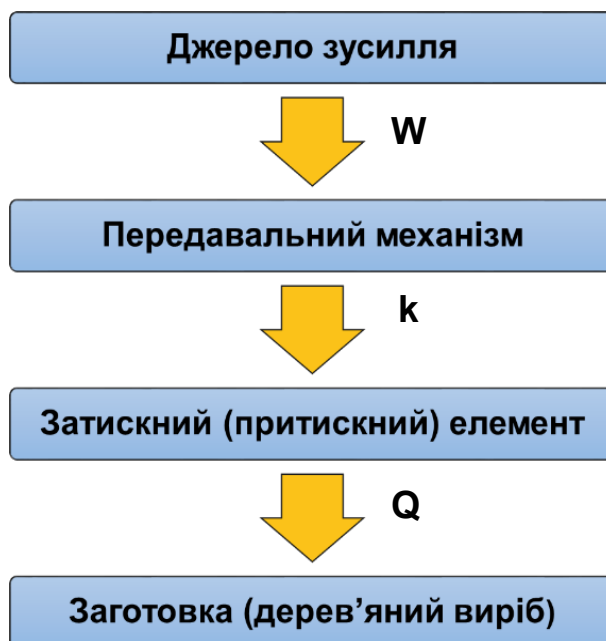 Джерело зусилля
W
Передавальний механізм
k
Затискний (притискний) елемент
Q
Заготовка (дерев’яний виріб)